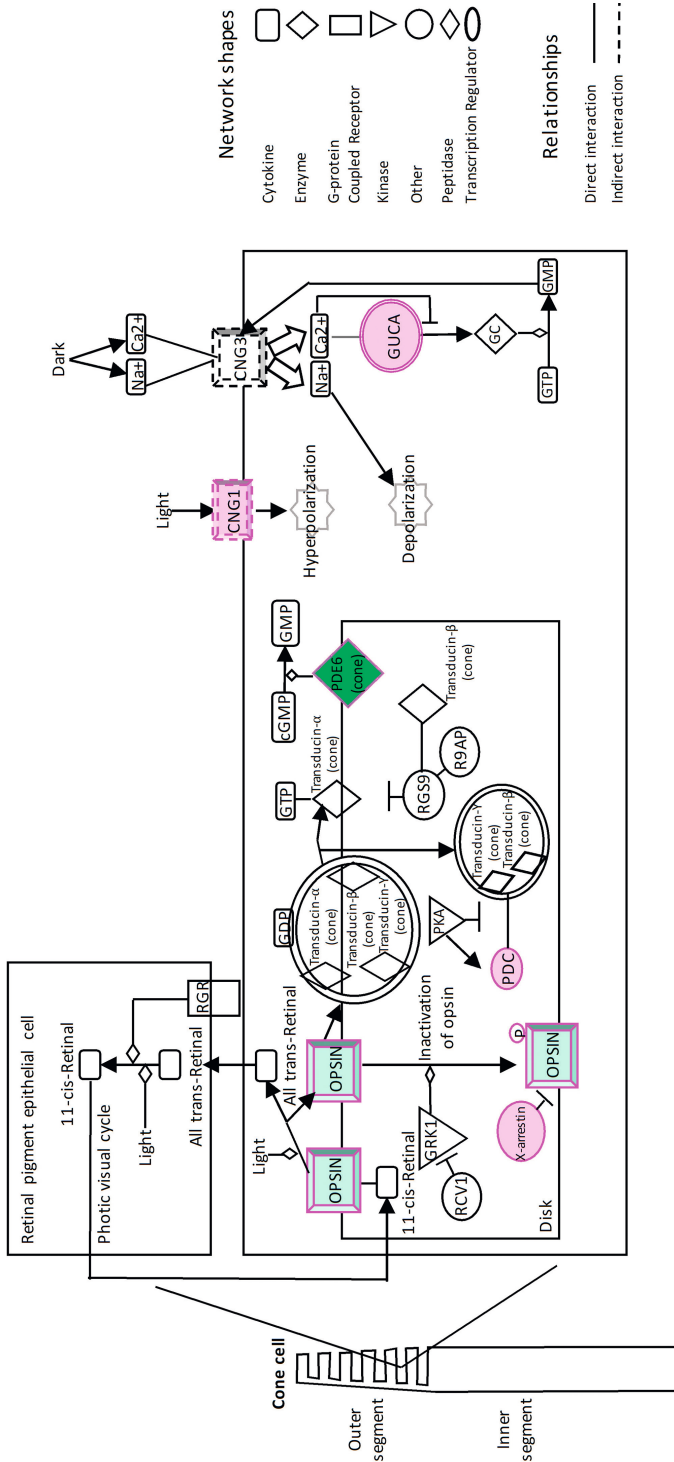 Cone cell
Outer
segment
Inner
segment
Retinal pigment epithelial cell
11-cis-Retinal
Photic visual cycle
Light
All trans-Retinal
RGR
Light
All trans-Retinal
OPSIN
OPSIN
11-cis-Retinal
GRK1
RCV1
Inactivation
of opsin
Disk
X-arrestin
P
OPSIN
GDP
Transducin-α
(cone)
Transducin-β
(cone)
Transducin-Y
(cone)
PKA
PDC
Transducin-Y
(cone)
Transducin-β
(cone)
GTP
Transducin-α
(cone)
RGS9
R9AP
Transducin-β
(cone)
cGMP
GMP
PDE6
(cone)
Light
CNG1
Hyperpolarization
Depolarization
Dark
Na+
Ca2+
CNG3
Na+
Ca2+
GUCA
GC
GTP
GMP
Network shapes
Cytokine
Enzyme
G-protein
Coupled Receptor
Kinase
Other
Peptidase
Transcription Regulator
Relationships
Direct interaction
Indirect interaction